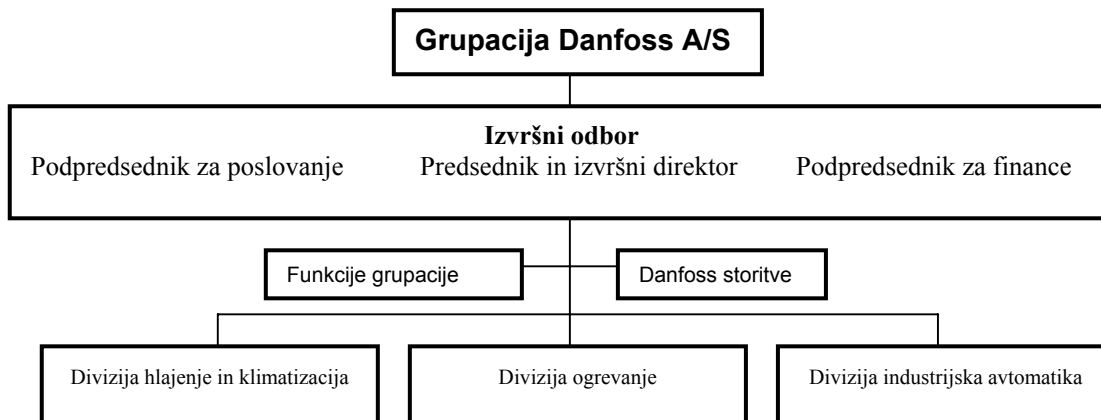 Grupacija Danfoss A/S
Izvršni odbor
Podpredsednik za poslovanje Predsednik in izvršni direktor Podpredsednik za finance
Funkcije grupacije Danfoss storitve
Divizija hlajenje in klimatizacija Divizija ogrevanje Divizija industrijska avtomatika